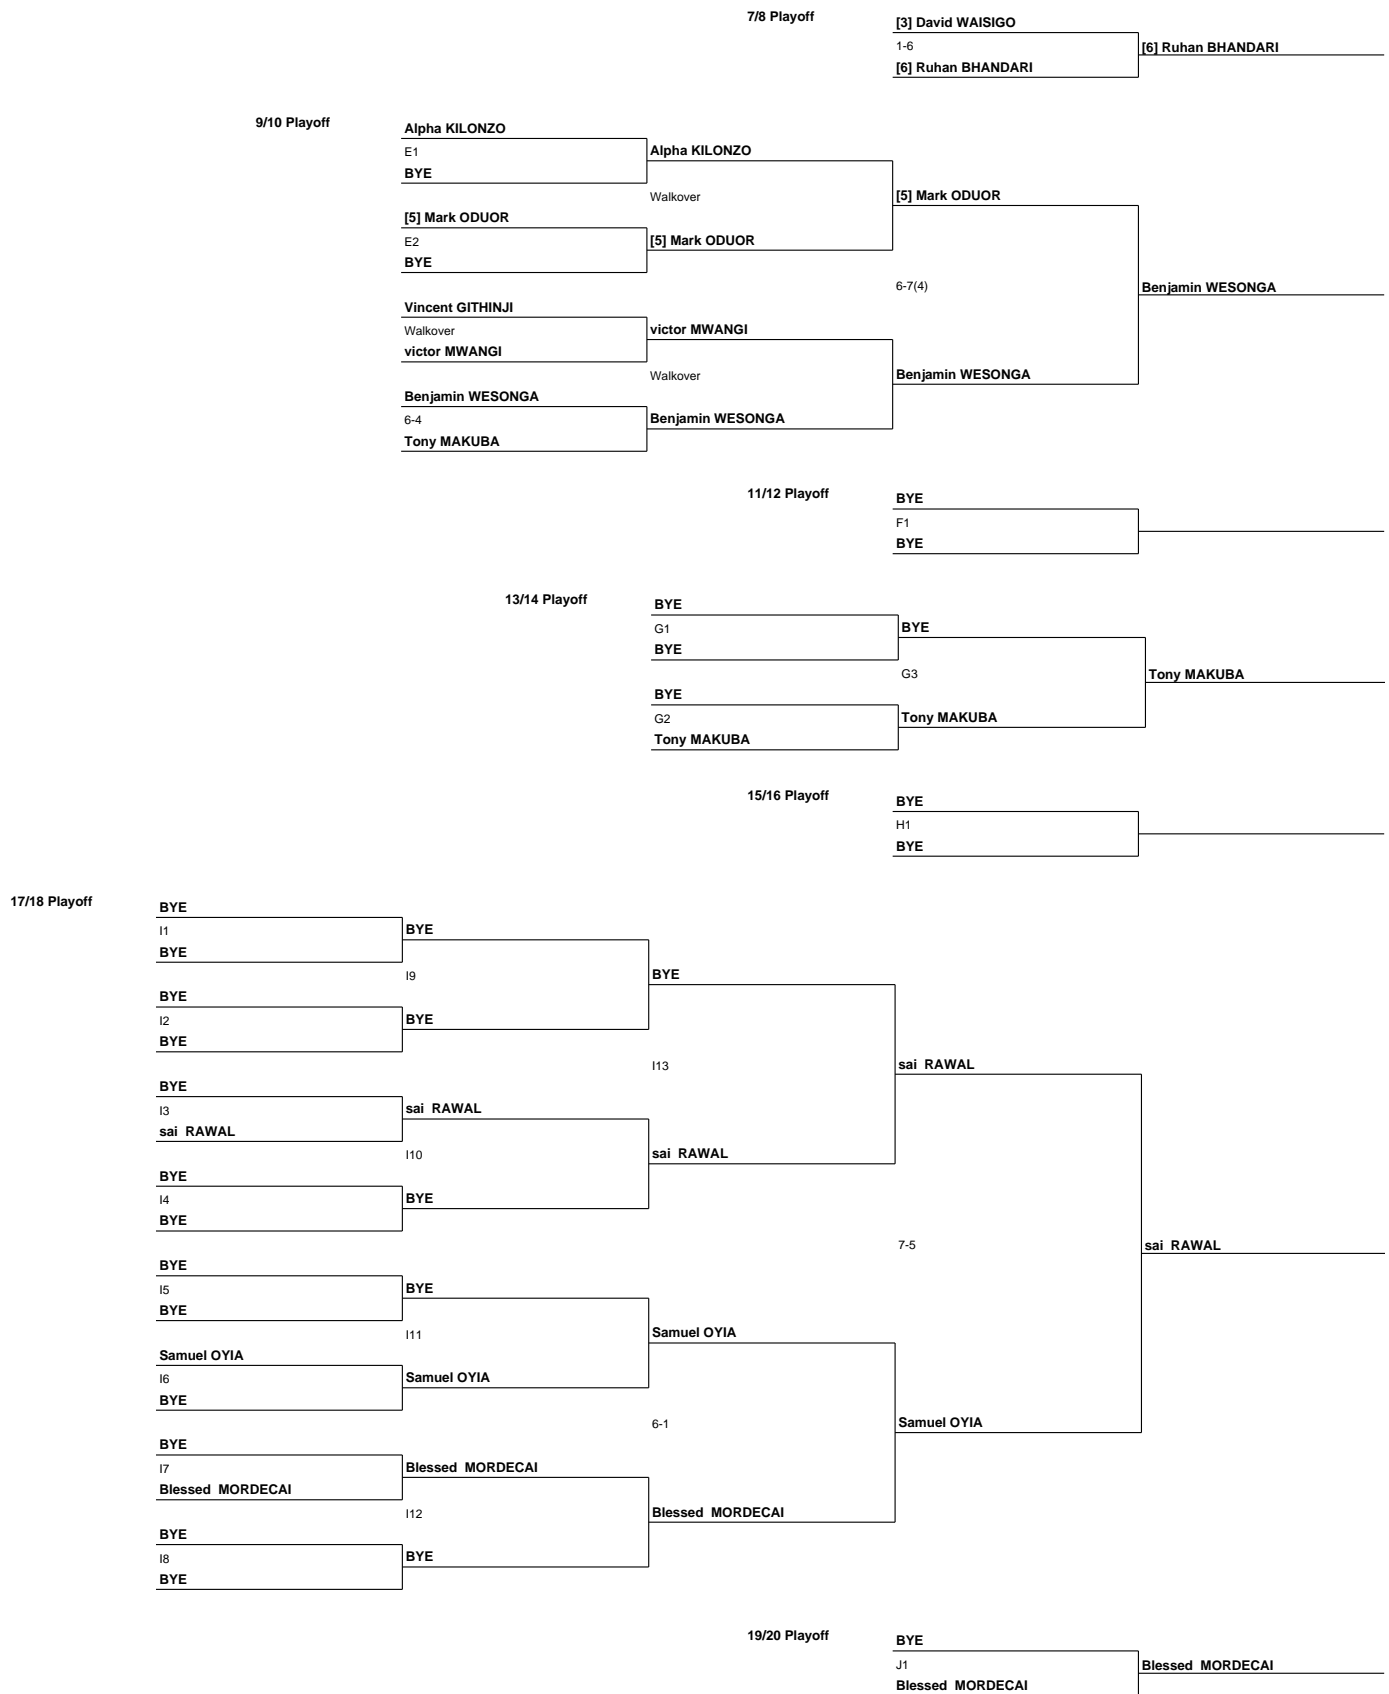 7/8 Playoff
[3] David WAISIGO
1-6
[6] Ruhan BHANDARI
[6] Ruhan BHANDARI
9/10 Playoff
Alpha KILONZO
E1
Alpha KILONZO
BYE
Walkover
[5] Mark ODUOR
[5] Mark ODUOR
E2
[5] Mark ODUOR
BYE
6-7(4)
Benjamin WESONGA
Vincent GITHINJI
Walkover
victor MWANGI
victor MWANGI
Walkover
Benjamin WESONGA
Benjamin WESONGA
6-4
Benjamin WESONGA
Tony MAKUBA
11/12 Playoff
BYE
F1
BYE
13/14 Playoff
BYE
G1
BYE
BYE
G3
Tony MAKUBA
BYE
G2
Tony MAKUBA
Tony MAKUBA
15/16 Playoff
BYE
H1
BYE
17/18 Playoff
BYE
I1
BYE
BYE
I9
BYE
BYE
I2
BYE
BYE
I13
sai RAWAL
BYE
I3
sai RAWAL
sai RAWAL
I10
sai RAWAL
BYE
I4
BYE
BYE
7-5
sai RAWAL
BYE
I5
BYE
BYE
I11
Samuel OYIA
Samuel OYIA
I6
Samuel OYIA
BYE
6-1
Samuel OYIA
BYE
I7
Blessed MORDECAI
Blessed MORDECAI
I12
Blessed MORDECAI
BYE
I8
BYE
BYE
19/20 Playoff
BYE
J1
Blessed MORDECAI
Blessed MORDECAI